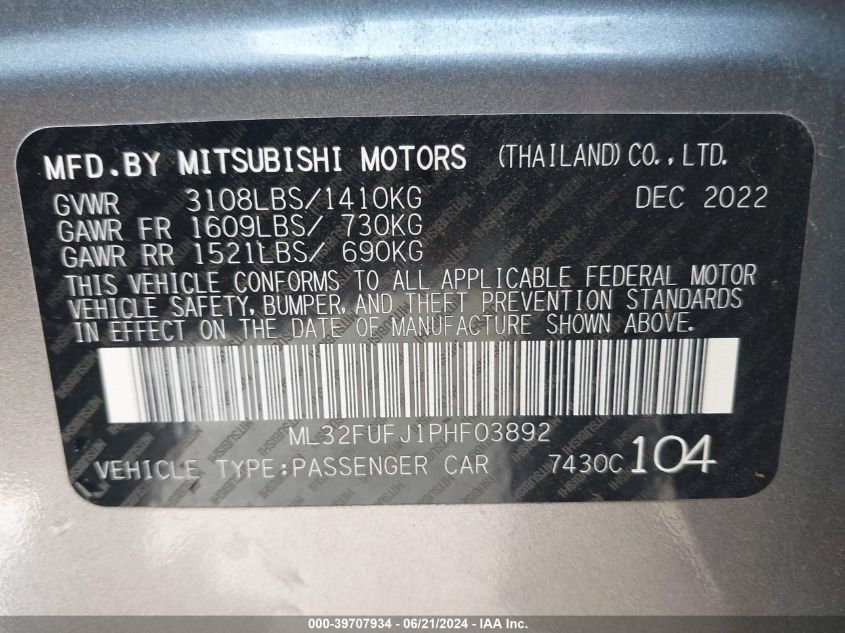 MFD.BY MITSUBISHI MOTORS (THAILAND) CO.,LTD.
GVWR 3108LBS/1410KG DEC 2022
GAWR FR 1609LBS/ 730KG
GAWR RR 1521LBS/ 690KG
THIS VEHICLE CONFORMS TO ALL APPLICABLE FEDERAL MOTOR
VEHICLE SAFETY, BUMPER, AND THEFT PREVENTION STANDARDS
IN EFFECT ON THE DATE OF MANUFACTURE SHOWN ABOVE.
ML32FUFJ1PHF03892
VEHICLE TYPE:PASSENGER CAR 7430C 104
000-39707934 - 06/21/2024 - IAAI.com